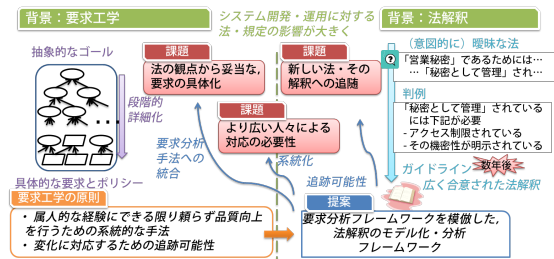 背景：要求工学
システム開発・運用に対する
法・規定の影響が大きく
背景：法解釈
抽象的なゴール
段階的
詳細化
具体的な要求とポリシー
課題
法の観点から妥当な,
要求の具体化
課題
新しい法・その
解釈への追随
課題
より広い人々による
対応の必要性
要求分析
手法への
統合
系統化
追跡可能性
（意図的に）曖昧な法
?
「営業秘密」であるためには…
…「秘密として管理」され…
判例
「秘密として管理」されている
には下記が必要
- アクセス制限されている
- その機密性が明示されている
ガイドライン
数年後
広く合意された法解釈
要求工学の原則
・ 属人的な経験にできる限り頼らず品質向上
を行うための系統的な手法
・ 変化に対応するための追跡可能性
提案
要求分析フレームワークを模倣した,
法解釈のモデル化・分析
フレームワーク